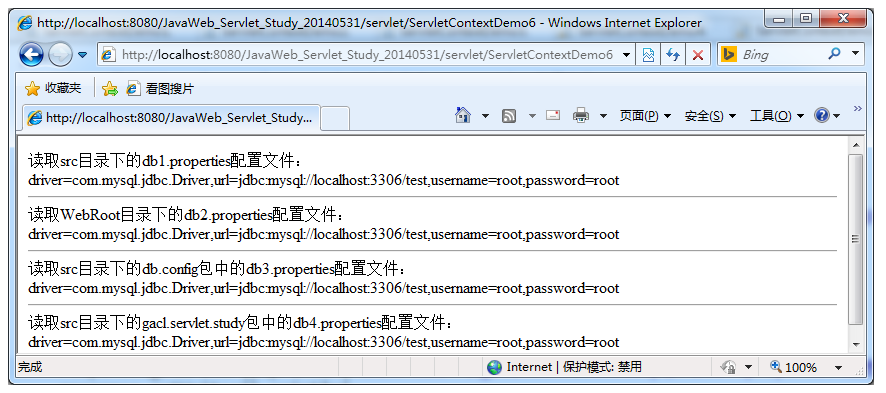 http://localhost:8080/JavaWeb_Servlet_Study_20140531/servlet/ServletContextDemo6 - Windows Internet Explorer
http://localhost:8080/JavaWeb_Servlet_Study_20140531/servlet/ServletContextDemo6
Bing
收藏夹
看图搜片
http://localhost:8080/JavaWeb_Servlet_Study...
页面(P)
安全(S)
工具(O)
读取src目录下的db1.properties配置文件：
driver=com.mysql.jdbc.Driver,url=jdbc:mysql://localhost:3306/test,username=root,password=root
读取WebRoot目录下的db2.properties配置文件：
driver=com.mysql.jdbc.Driver,url=jdbc:mysql://localhost:3306/test,username=root,password=root
读取src目录下的db.config包中的db3.properties配置文件：
driver=com.mysql.jdbc.Driver,url=jdbc:mysql://localhost:3306/test,username=root,password=root
读取src目录下的gacl.servlet.study包中的db4.properties配置文件：
driver=com.mysql.jdbc.Driver,url=jdbc:mysql://localhost:3306/test,username=root,password=root
完成
Internet | 保护模式: 禁用
100%